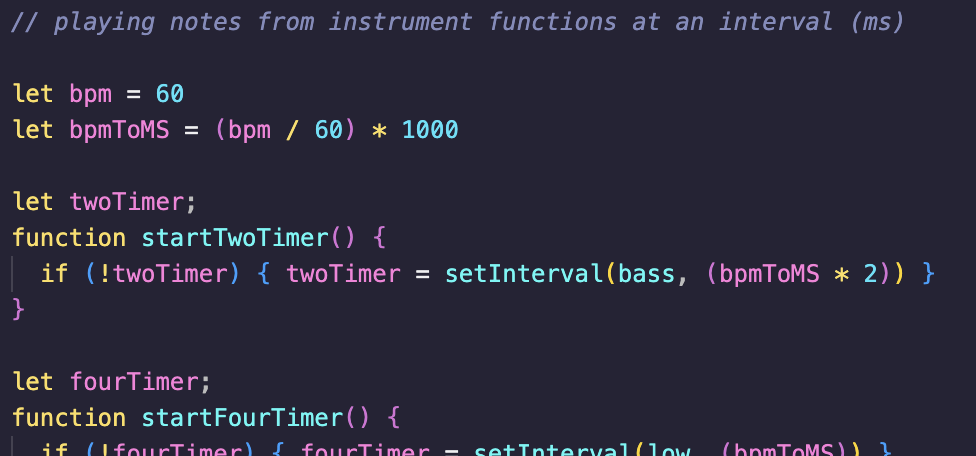 // playing notes from instrument functions at an interval (ms)
let bpm = 60
let bpmToMS = (bpm / 60) * 1000
let twoTimer;
function startTwoTimer() {
if (!twoTimer) { twoTimer = setInterval(bass, (bpmToMS * 2)) }
}
let fourTimer;
function startFourTimer() {
if (!fourTimer) { fourTimer = setInterval(low, (bpmToMS)) }